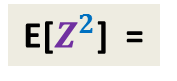 E[Z²] =